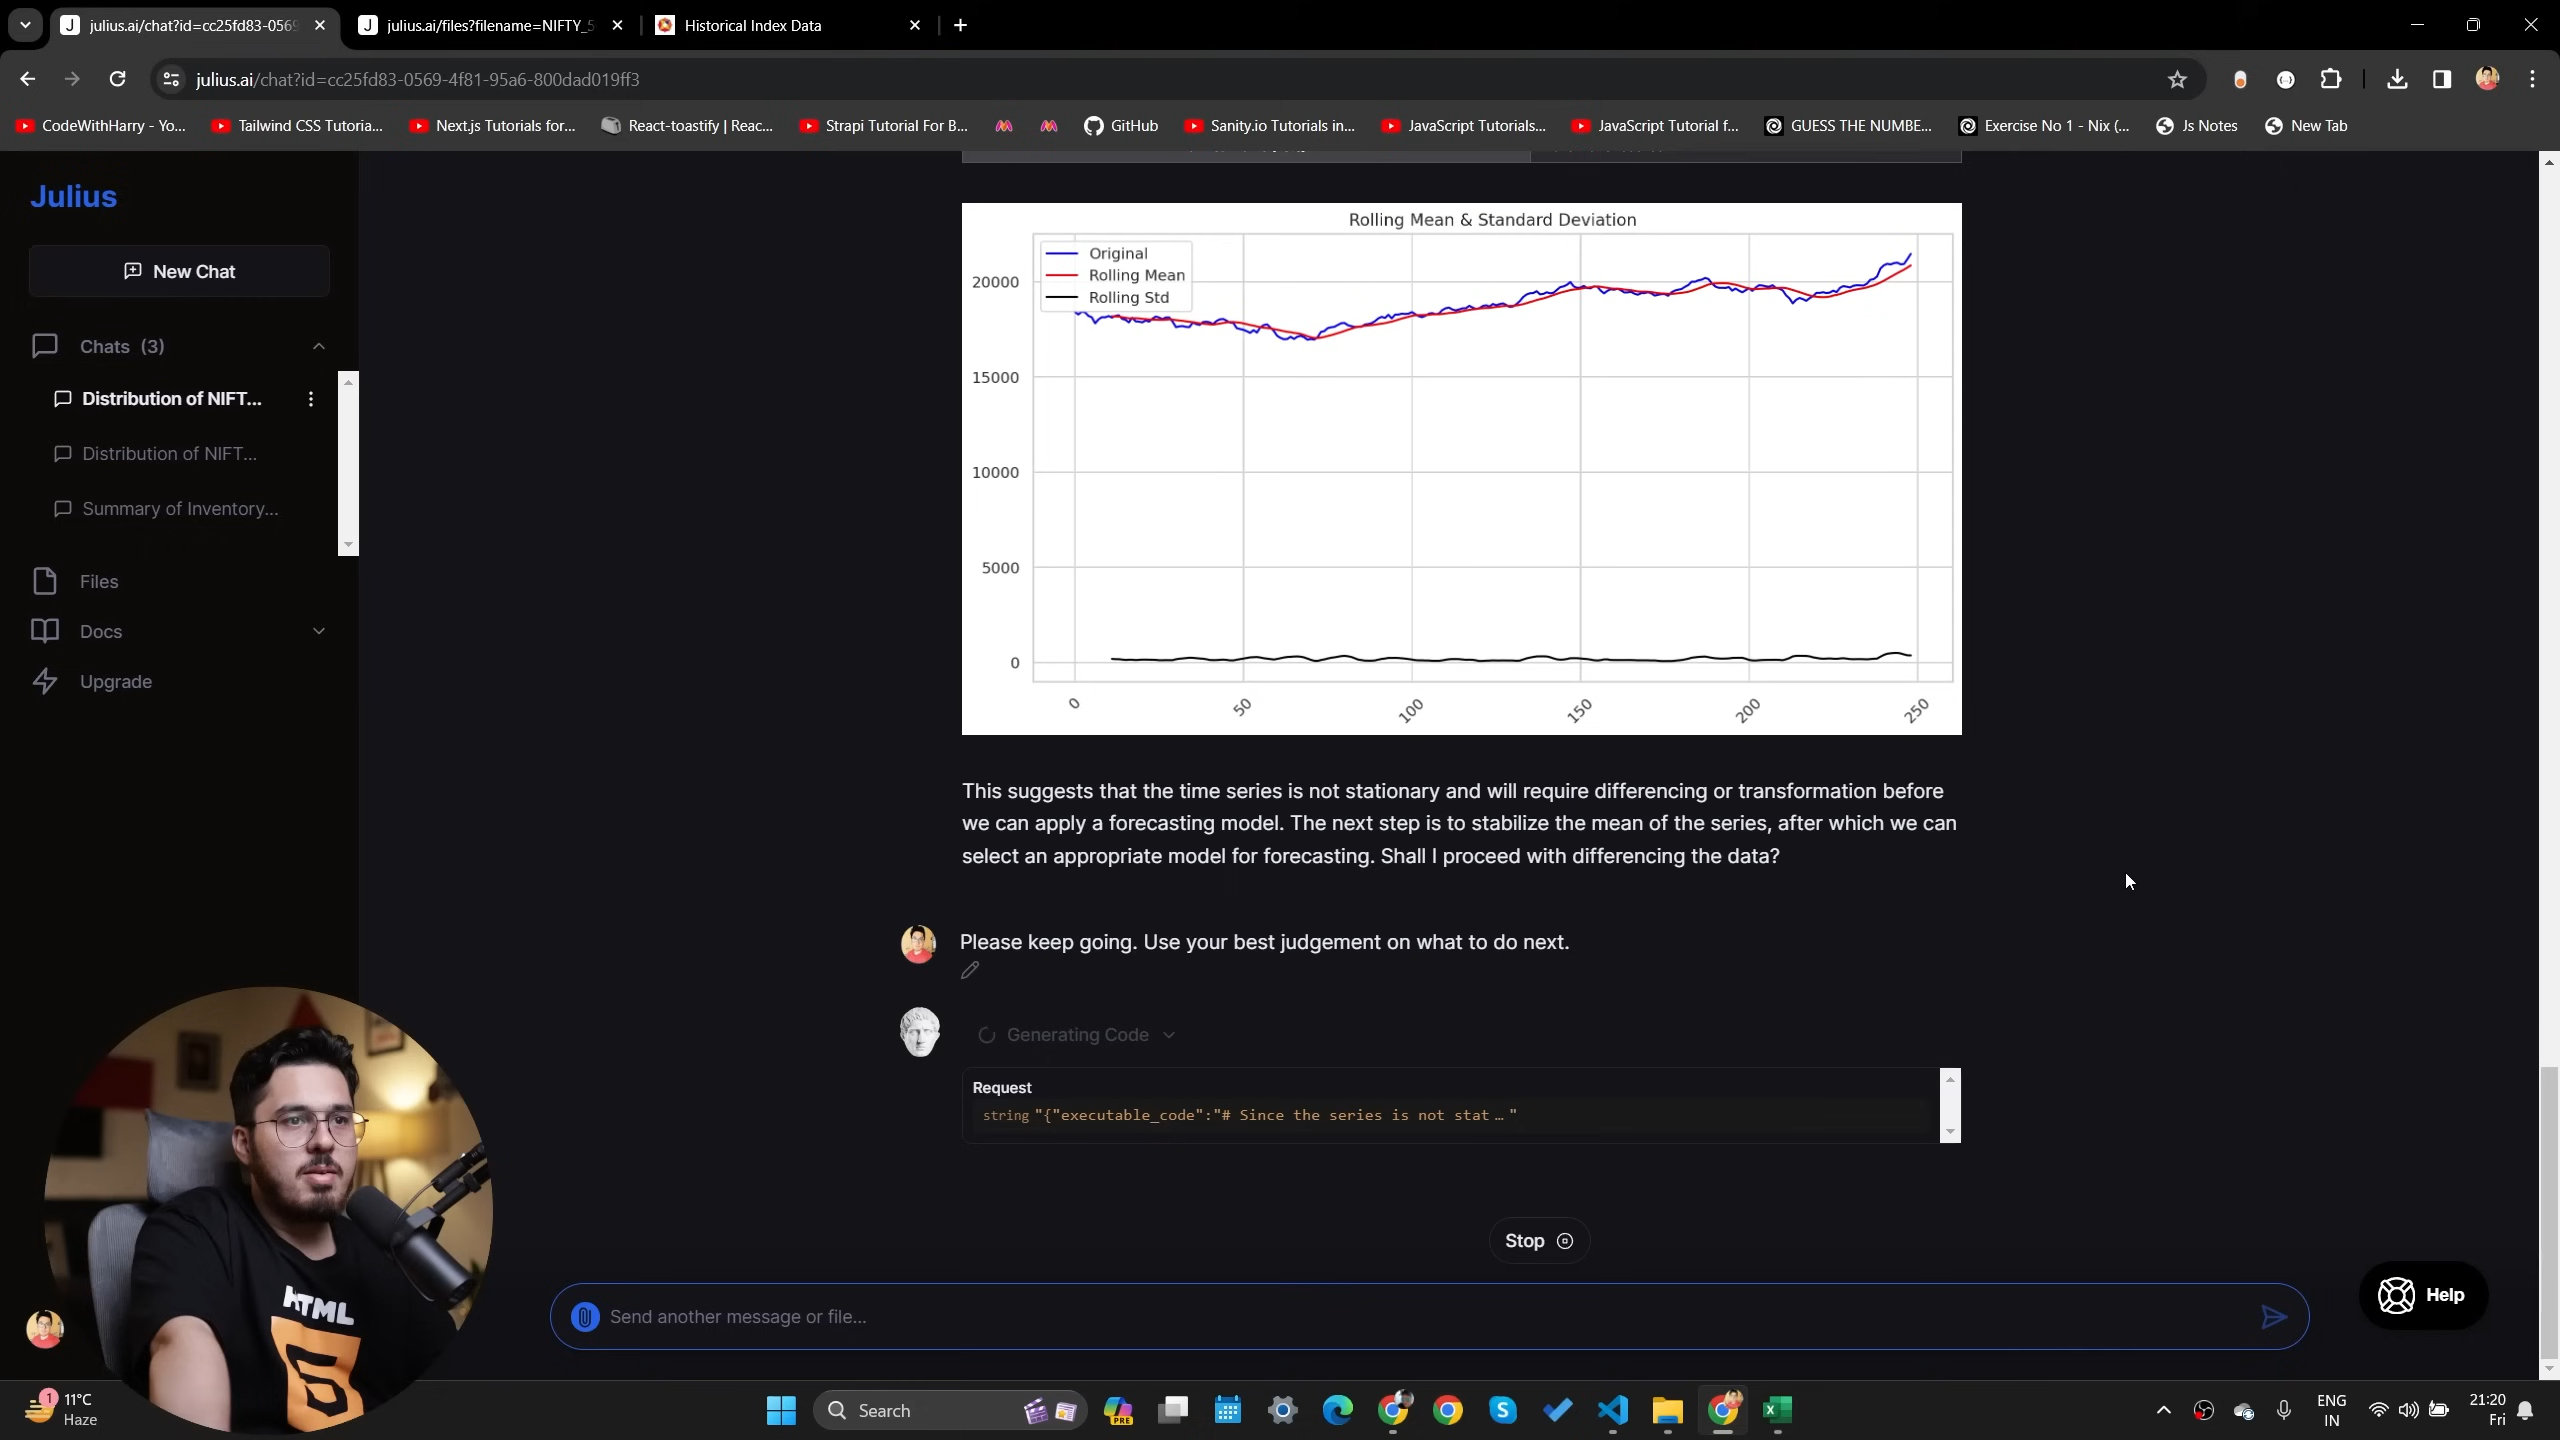 julius.ai/chat?id=cc25fd83-0569
julius.ai/files?filename=NIFTY_5
Historical Index Data
julius.ai/chat?id=cc25fd83-0569-4f81-95a6-800dad019ff3
CodeWithHarry - Yo...
Tailwind CSS Tutoria...
Next.js Tutorials for...
React-toastify | Reac...
Strapi Tutorial For B...
GitHub
Sanity.io Tutorials in...
JavaScript Tutorials...
JavaScript Tutorial f...
GUESS THE NUMBE...
Exercise No 1 - Nix (...
Js Notes
New Tab
Julius
New Chat
Chats (3)
Distribution of NIFT...
Distribution of NIFT...
Summary of Inventory...
Files
Docs
Upgrade
Rolling Mean & Standard Deviation
Original
Rolling Mean
Rolling Std
20000
15000
10000
5000
0
0
50
100
150
200
250
This suggests that the time series is not stationary and will require differencing or transformation before
we can apply a forecasting model. The next step is to stabilize the mean of the series, after which we can
select an appropriate model for forecasting. Shall I proceed with differencing the data?
Please keep going. Use your best judgement on what to do next.
Generating Code
Request
string "{"executable_code":"# Since the series is not stat…"
Stop
Send another message or file...
Help
HTML
5
1
11°C
Haze
Search
PRE
ENG
IN
21:20
Fri